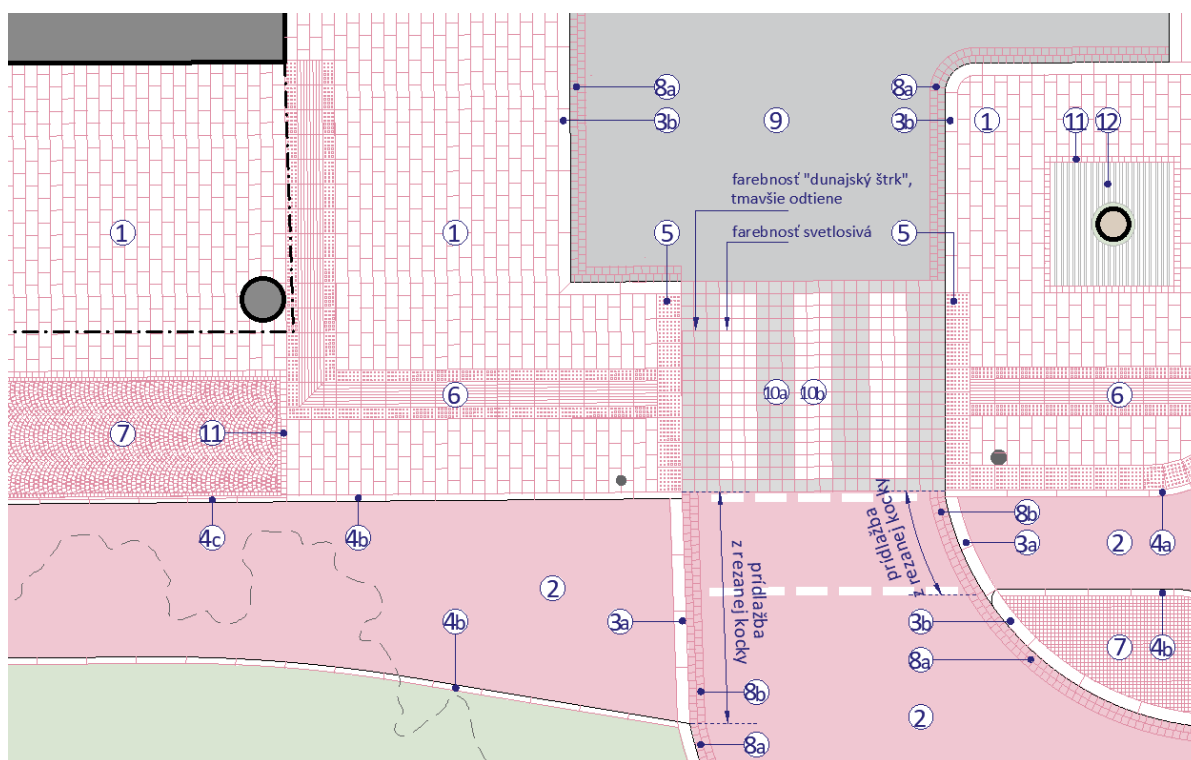 8a
8a
3b
9
3b
1
11
12
farebnosť "dunajský štrk",
tmavšie odtiene
farebnosť svetlosivá
1
1
5
5
6
10a
10b
6
7
11
4c
4b
prídlažba
z rezanej kocky
prídlažba
z rezanej kocky
8b
3a
2
4a
2
4b
3a
3b
8a
7
4b
8b
2
8a